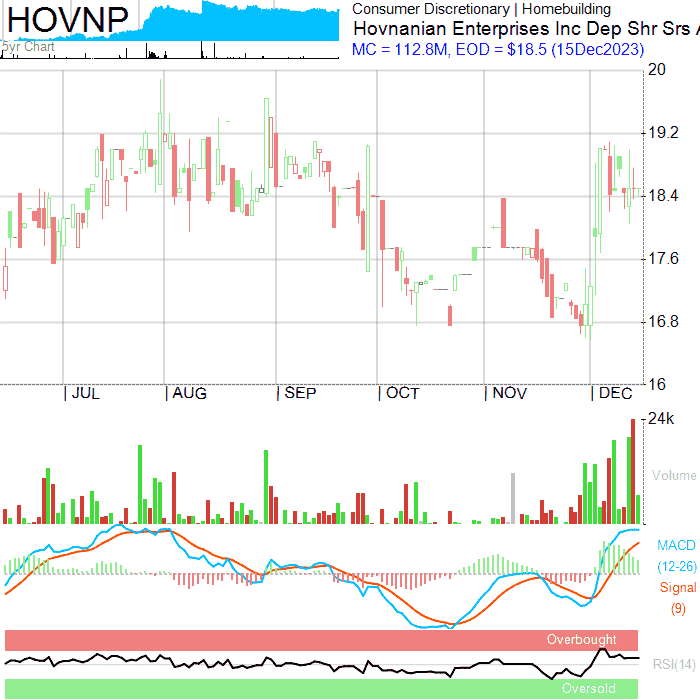 HOVNP
5yr Chart
Consumer Discretionary | Homebuilding
Hovnanian Enterprises Inc Dep Shr Srs A
MC = 112.8M, EOD = $18.5 (15Dec2023)
20
19.2
18.4
17.6
16.8
16
| JUL | AUG | SEP | OCT | NOV | DEC
24k
Volume
MACD
(12-26)
Signal
(9)
Overbought
RSI(14)
Oversold